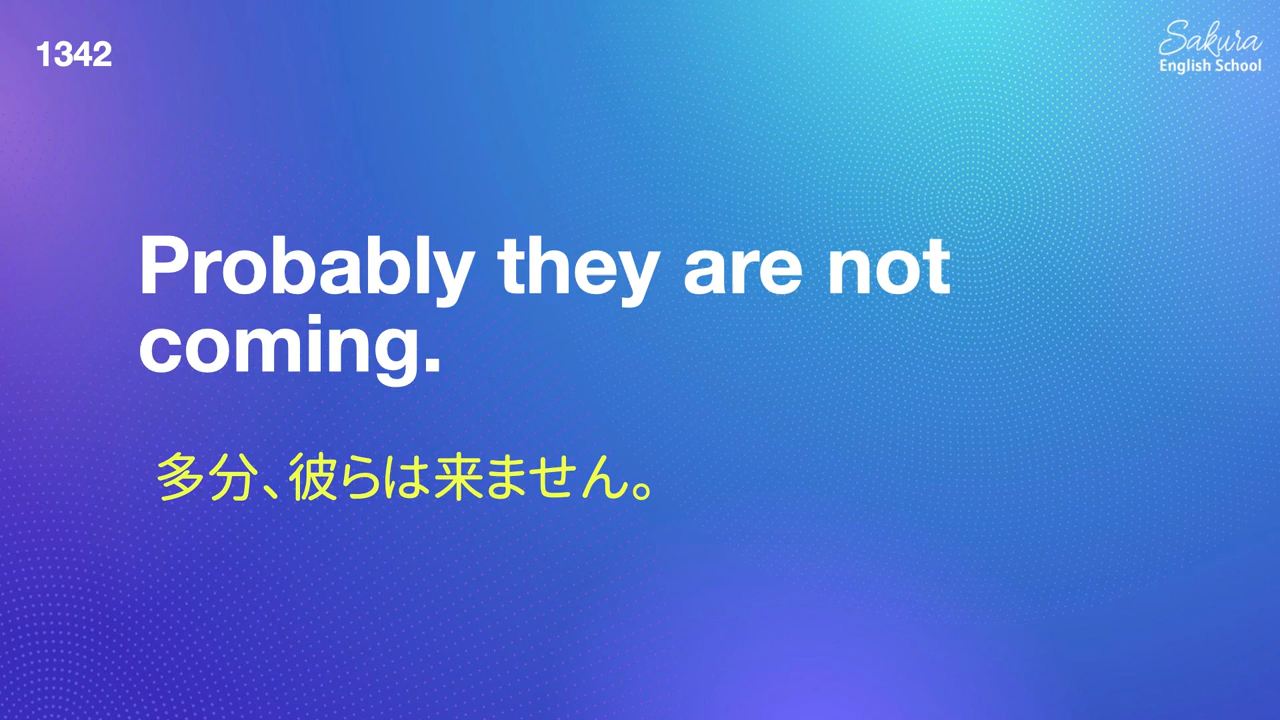 1342
Sakura
English School
Probably they are not
coming.
多分、彼らは来ません。